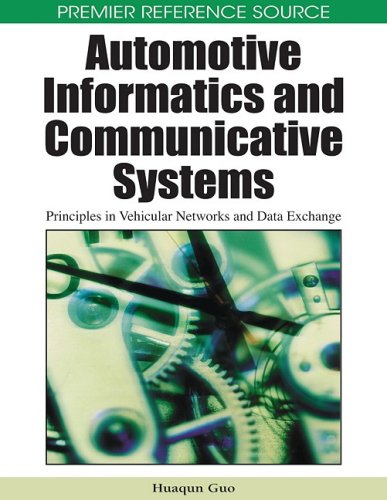 PREMIER REFERENCE SOURCE
Automotive
Informatics and
Communicative
Systems
Principles in Vehicular Networks and Data Exchange
Huaqun Guo